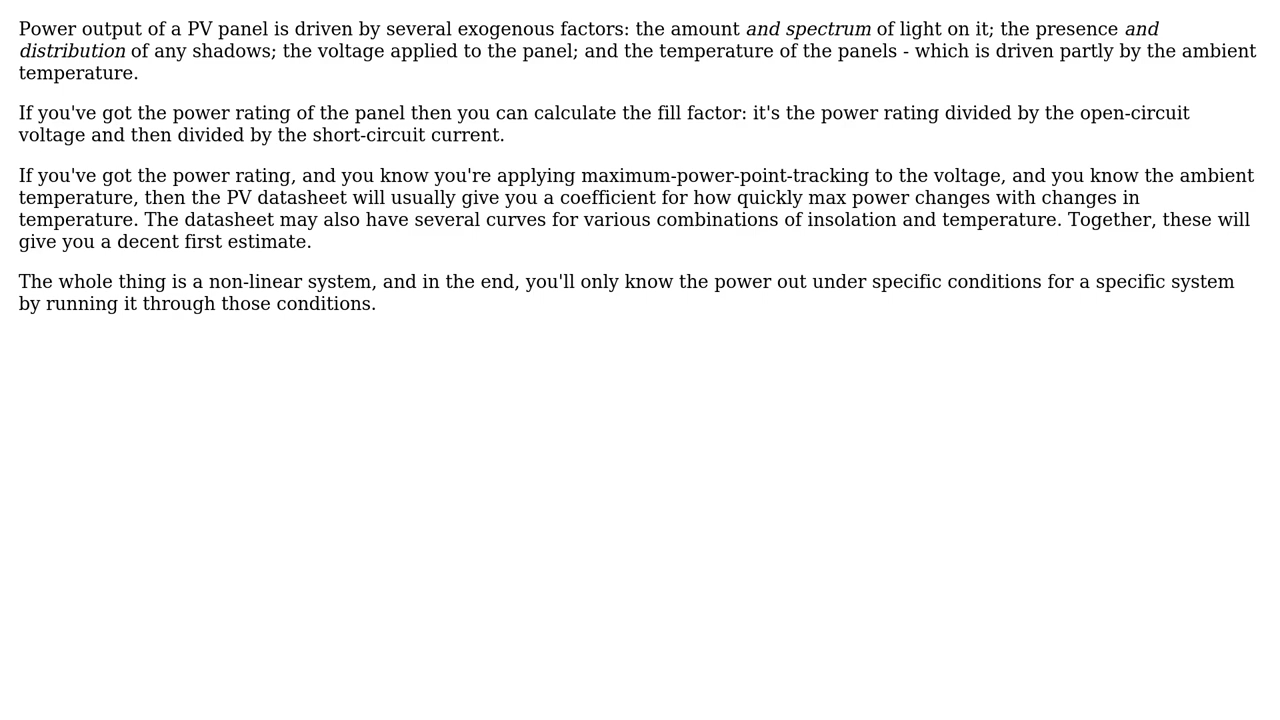 Power output of a PV panel is driven by several exogenous factors: the amount and spectrum of light on it; the presence and
distribution of any shadows; the voltage applied to the panel; and the temperature of the panels - which is driven partly by the ambient
temperature.
If you've got the power rating of the panel then you can calculate the fill factor: it's the power rating divided by the open-circuit
voltage and then divided by the short-circuit current.
If you've got the power rating, and you know you're applying maximum-power-point-tracking to the voltage, and you know the ambient
temperature, then the PV datasheet will usually give you a coefficient for how quickly max power changes with changes in
temperature. The datasheet may also have several curves for various combinations of insolation and temperature. Together, these will
give you a decent first estimate.
The whole thing is a non-linear system, and in the end, you'll only know the power out under specific conditions for a specific system
by running it through those conditions.